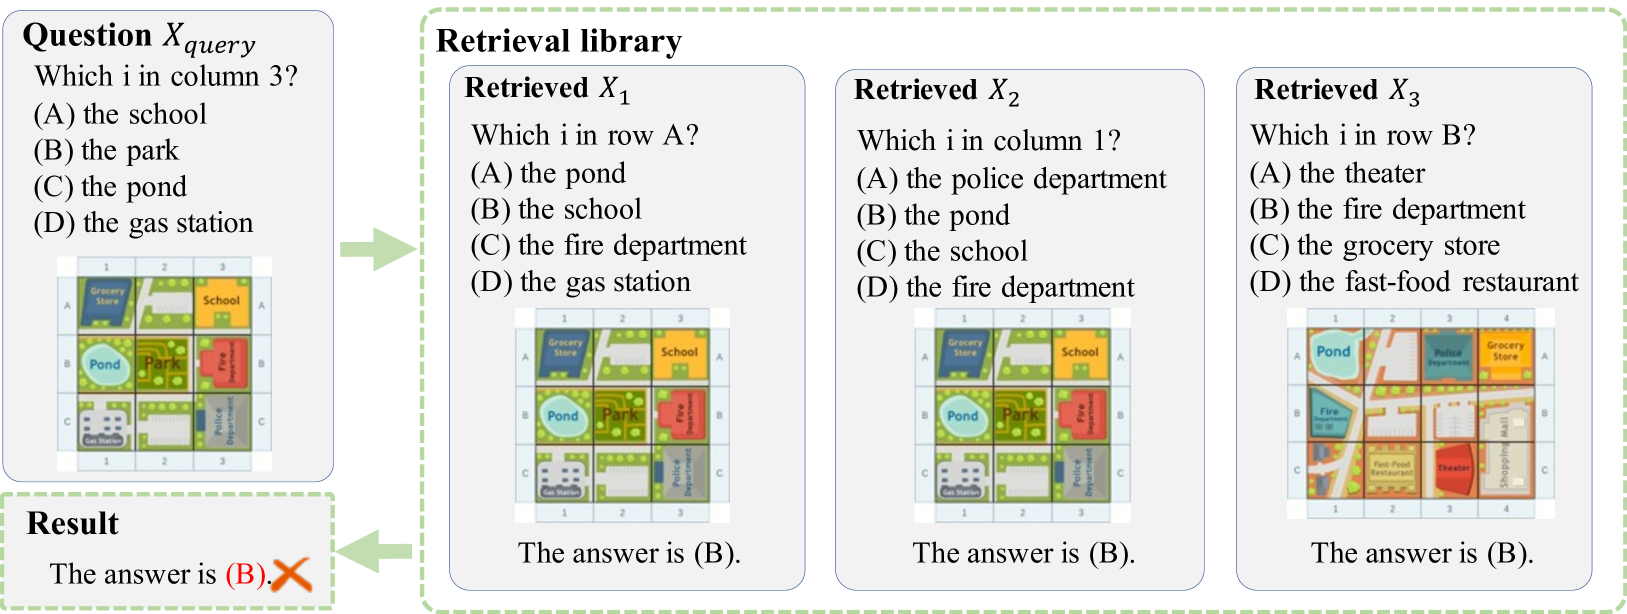 Question X_query
Which i in column 3?
(A) the school
(B) the park
(C) the pond
(D) the gas station
1 2 3
A Grocery Store School A
B Pond Park Fire Department B
C Gas Station Police Department C
1 2 3
Result
The answer is (B).
Retrieval library
Retrieved X_1
Which i in row A?
(A) the pond
(B) the school
(C) the fire department
(D) the gas station
1 2 3
A Grocery Store School A
B Pond Park Fire Department B
C Gas Station Police Department C
1 2 3
The answer is (B).
Retrieved X_2
Which i in column 1?
(A) the police department
(B) the pond
(C) the school
(D) the fire department
1 2 3
A Grocery Store School A
B Pond Park Fire Department B
C Gas Station Police Department C
1 2 3
The answer is (B).
Retrieved X_3
Which i in row B?
(A) the theater
(B) the fire department
(C) the grocery store
(D) the fast-food restaurant
1 2 3 4
A Pond Police Department Grocery Store A
B Fire Department Shopping Mall B
C Fast-Food Restaurant Theater C
1 2 3 4
The answer is (B).